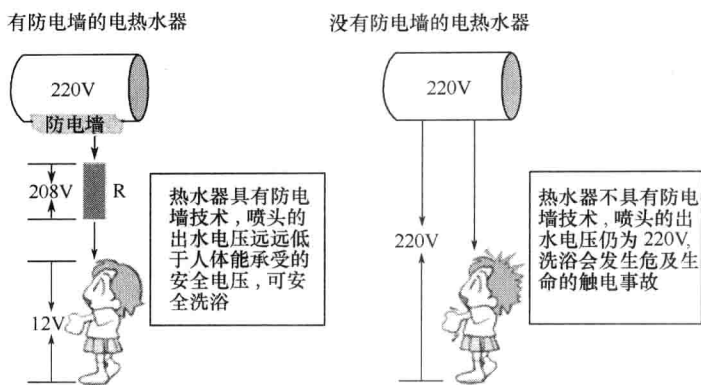 有防电墙的电热水器
没有防电墙的电热水器
220V
防电墙
208V
R
12V
热水器具有防电
墙技术，喷头的
出水电压远远低
于人体能承受的
安全电压，可安
全洗浴
220V
220V
热水器不具有防电
墙技术，喷头的出
水电压仍为 220V，
洗浴会发生危及生
命的触电事故